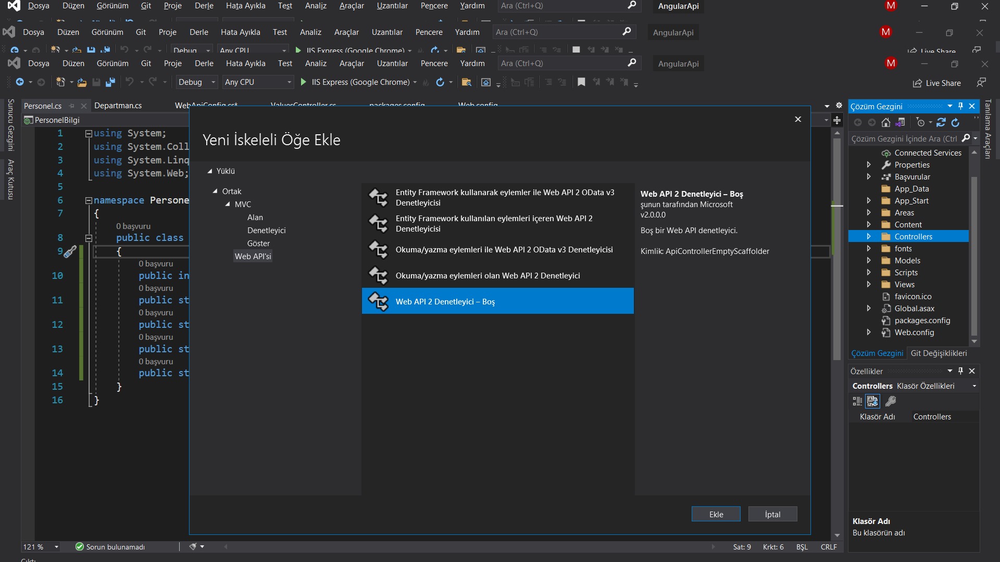 Dosya Düzen Görünüm Git Proje Derle Hata Ayıkla Test Analiz Araçlar Uzantılar Pencere Yardım Ara (Ctrl+Q) AngularApi M
Dosya Düzen Görünüm Git Proje Derle Hata Ayıkla Test Analiz Araçlar Uzantılar Pencere Yardım Ara (Ctrl+Q) AngularApi M
Debug Any CPU IIS Express (Google Chrome) Live Share
Dosya Düzen Görünüm Git Proje Derle Hata Ayıkla Test Analiz Araçlar Uzantılar Pencere Yardım Ara (Ctrl+Q) AngularApi M
Debug Any CPU IIS Express (Google Chrome) Live Share
Sunucu Gezgini
Araç Kutusu
Personel.cs Departman.cs WebApiConfig.cs* ValuesController.cs packages.config Web.config
PersonelBilgi
1 using System;
2 using System.Coll
3 using System.Linq
4 using System.Web;
5
6 namespace Persone
7 {
0 başvuru
8 public class
9 {
0 başvuru
10 public in
0 başvuru
11 public st
0 başvuru
12 public st
0 başvuru
13 public st
0 başvuru
14 public st
15 }
16 }
Yeni İskeleli Öğe Ekle
Yüklü
Ortak
MVC
Alan
Denetleyici
Göster
Web API'si
Entity Framework kullanarak eylemler ile Web API 2 OData v3
Denetleyicisi
Entity Framework kullanılan eylemleri içeren Web API 2
Denetleyicisi
Okuma/yazma eylemleri ile Web API 2 OData v3 Denetleyicisi
Okuma/yazma eylemleri olan Web API 2 Denetleyici
Web API 2 Denetleyici – Boş
Web API 2 Denetleyici – Boş
şunun tarafından Microsoft
v2.0.0.0
Boş bir Web API denetleyici.
Kimlik: ApiControllerEmptyScaffolder
Ekle İptal
Çözüm Gezgini
Çözüm Gezgini İçinde Ara (Ctrl
Connected Services
Properties
Başvurular
App_Data
App_Start
Areas
Content
Controllers
fonts
Models
Scripts
Views
favicon.ico
Global.asax
packages.config
Web.config
Çözüm Gezgini Git Değişiklikleri
Özellikler
Controllers Klasör Özellikleri
Klasör Adı Controllers
Klasör Adı
Bu klasörün adı
Tanılama Araçları
121 % Sorun bulunamadı Sat: 9 Krkt: 6 BŞL CRLF
Çıktı